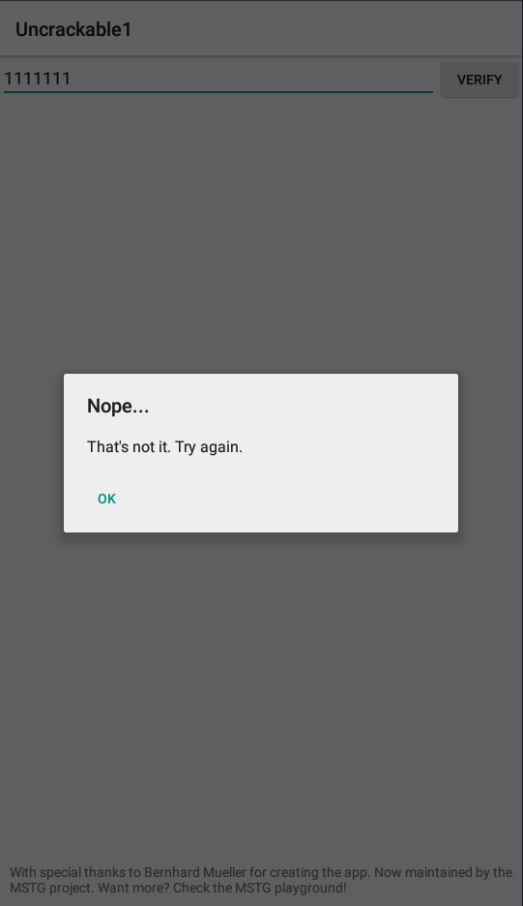 Uncrackable1
1111111
VERIFY
Nope...
That's not it. Try again.
OK
With special thanks to Bernhard Mueller for creating the app. Now maintained by the
MSTG project. Want more? Check the MSTG playground!